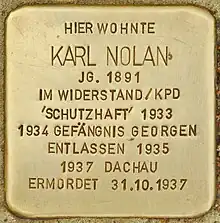 HIER WOHNTE
KARL NOLAN
JG. 1891
IM WIDERSTAND/KPD
'SCHUTZHAFT' 1933
1934 GEFÄNGNIS GEORGEN
ENTLASSEN 1935
1937 DACHAU
ERMORDET 31.10.1937